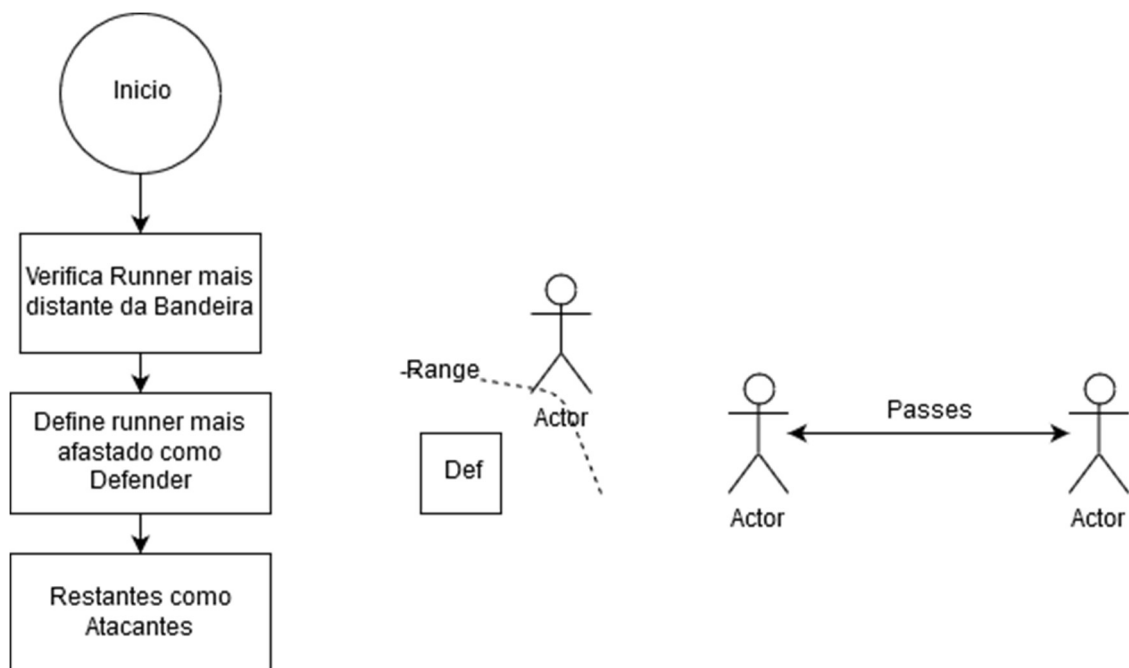 Inicio
Verifica Runner mais
distante da Bandeira
Define runner mais
afastado como
Defender
Restantes como
Atacantes
-Range
Actor
Def
Passes
Actor
Actor